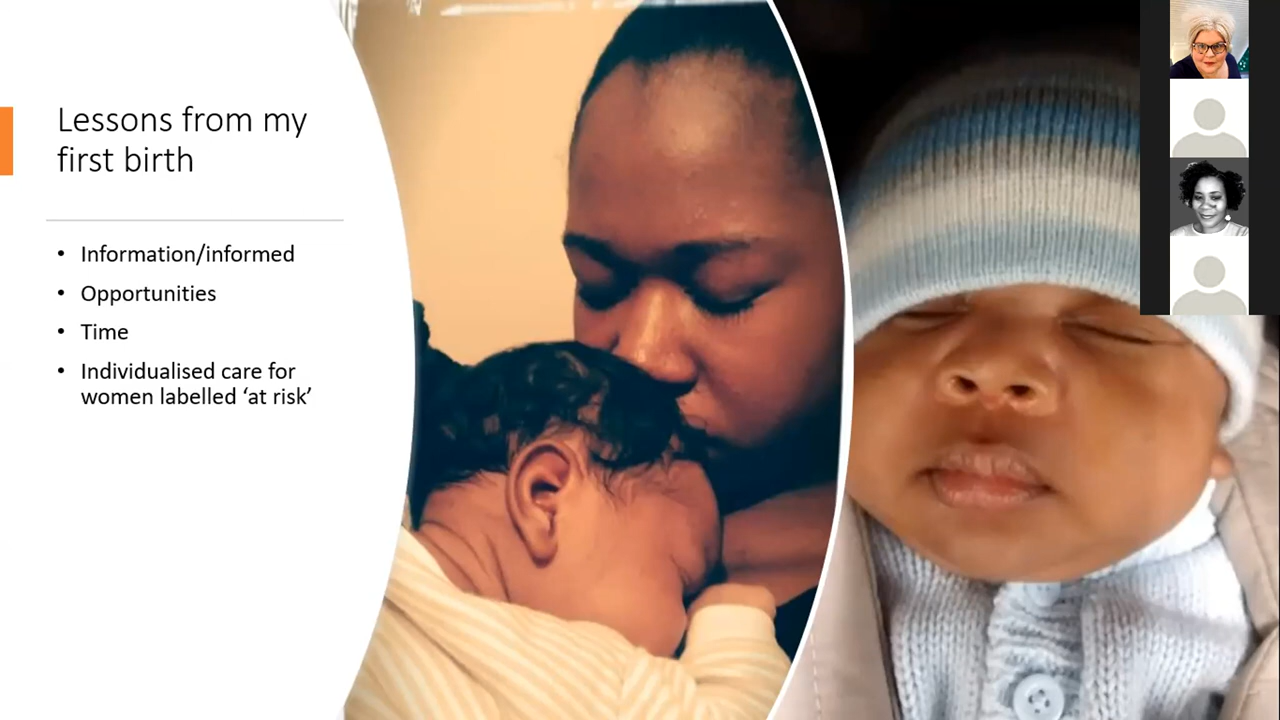 Lessons from my
first birth
• Information/informed
• Opportunities
• Time
• Individualised care for
women labelled ‘at risk’